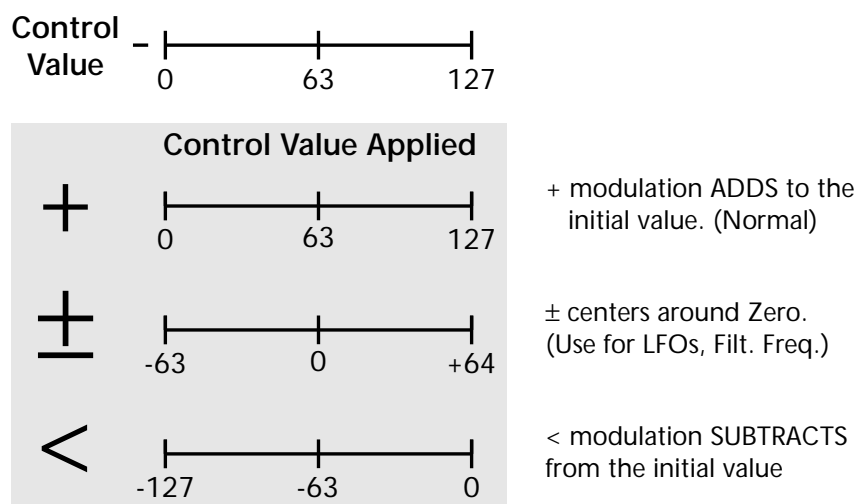 Control
Value
–
0 63 127
Control Value Applied
+
0 63 127
+ modulation ADDS to the
initial value. (Normal)
±
-63 0 +64
± centers around Zero.
(Use for LFOs, Filt. Freq.)
<
-127 -63 0
< modulation SUBTRACTS
from the initial value